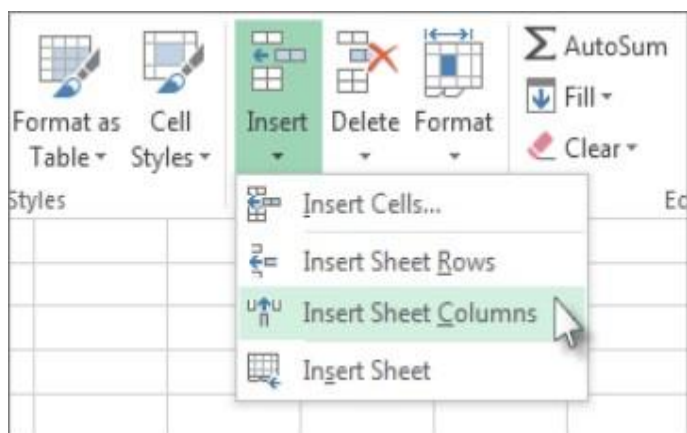 Format as Table
Cell Styles
Insert
Delete
Format
AutoSum
Fill
Clear
Styles
Insert Cells...
Insert Sheet Rows
Insert Sheet Columns
Insert Sheet